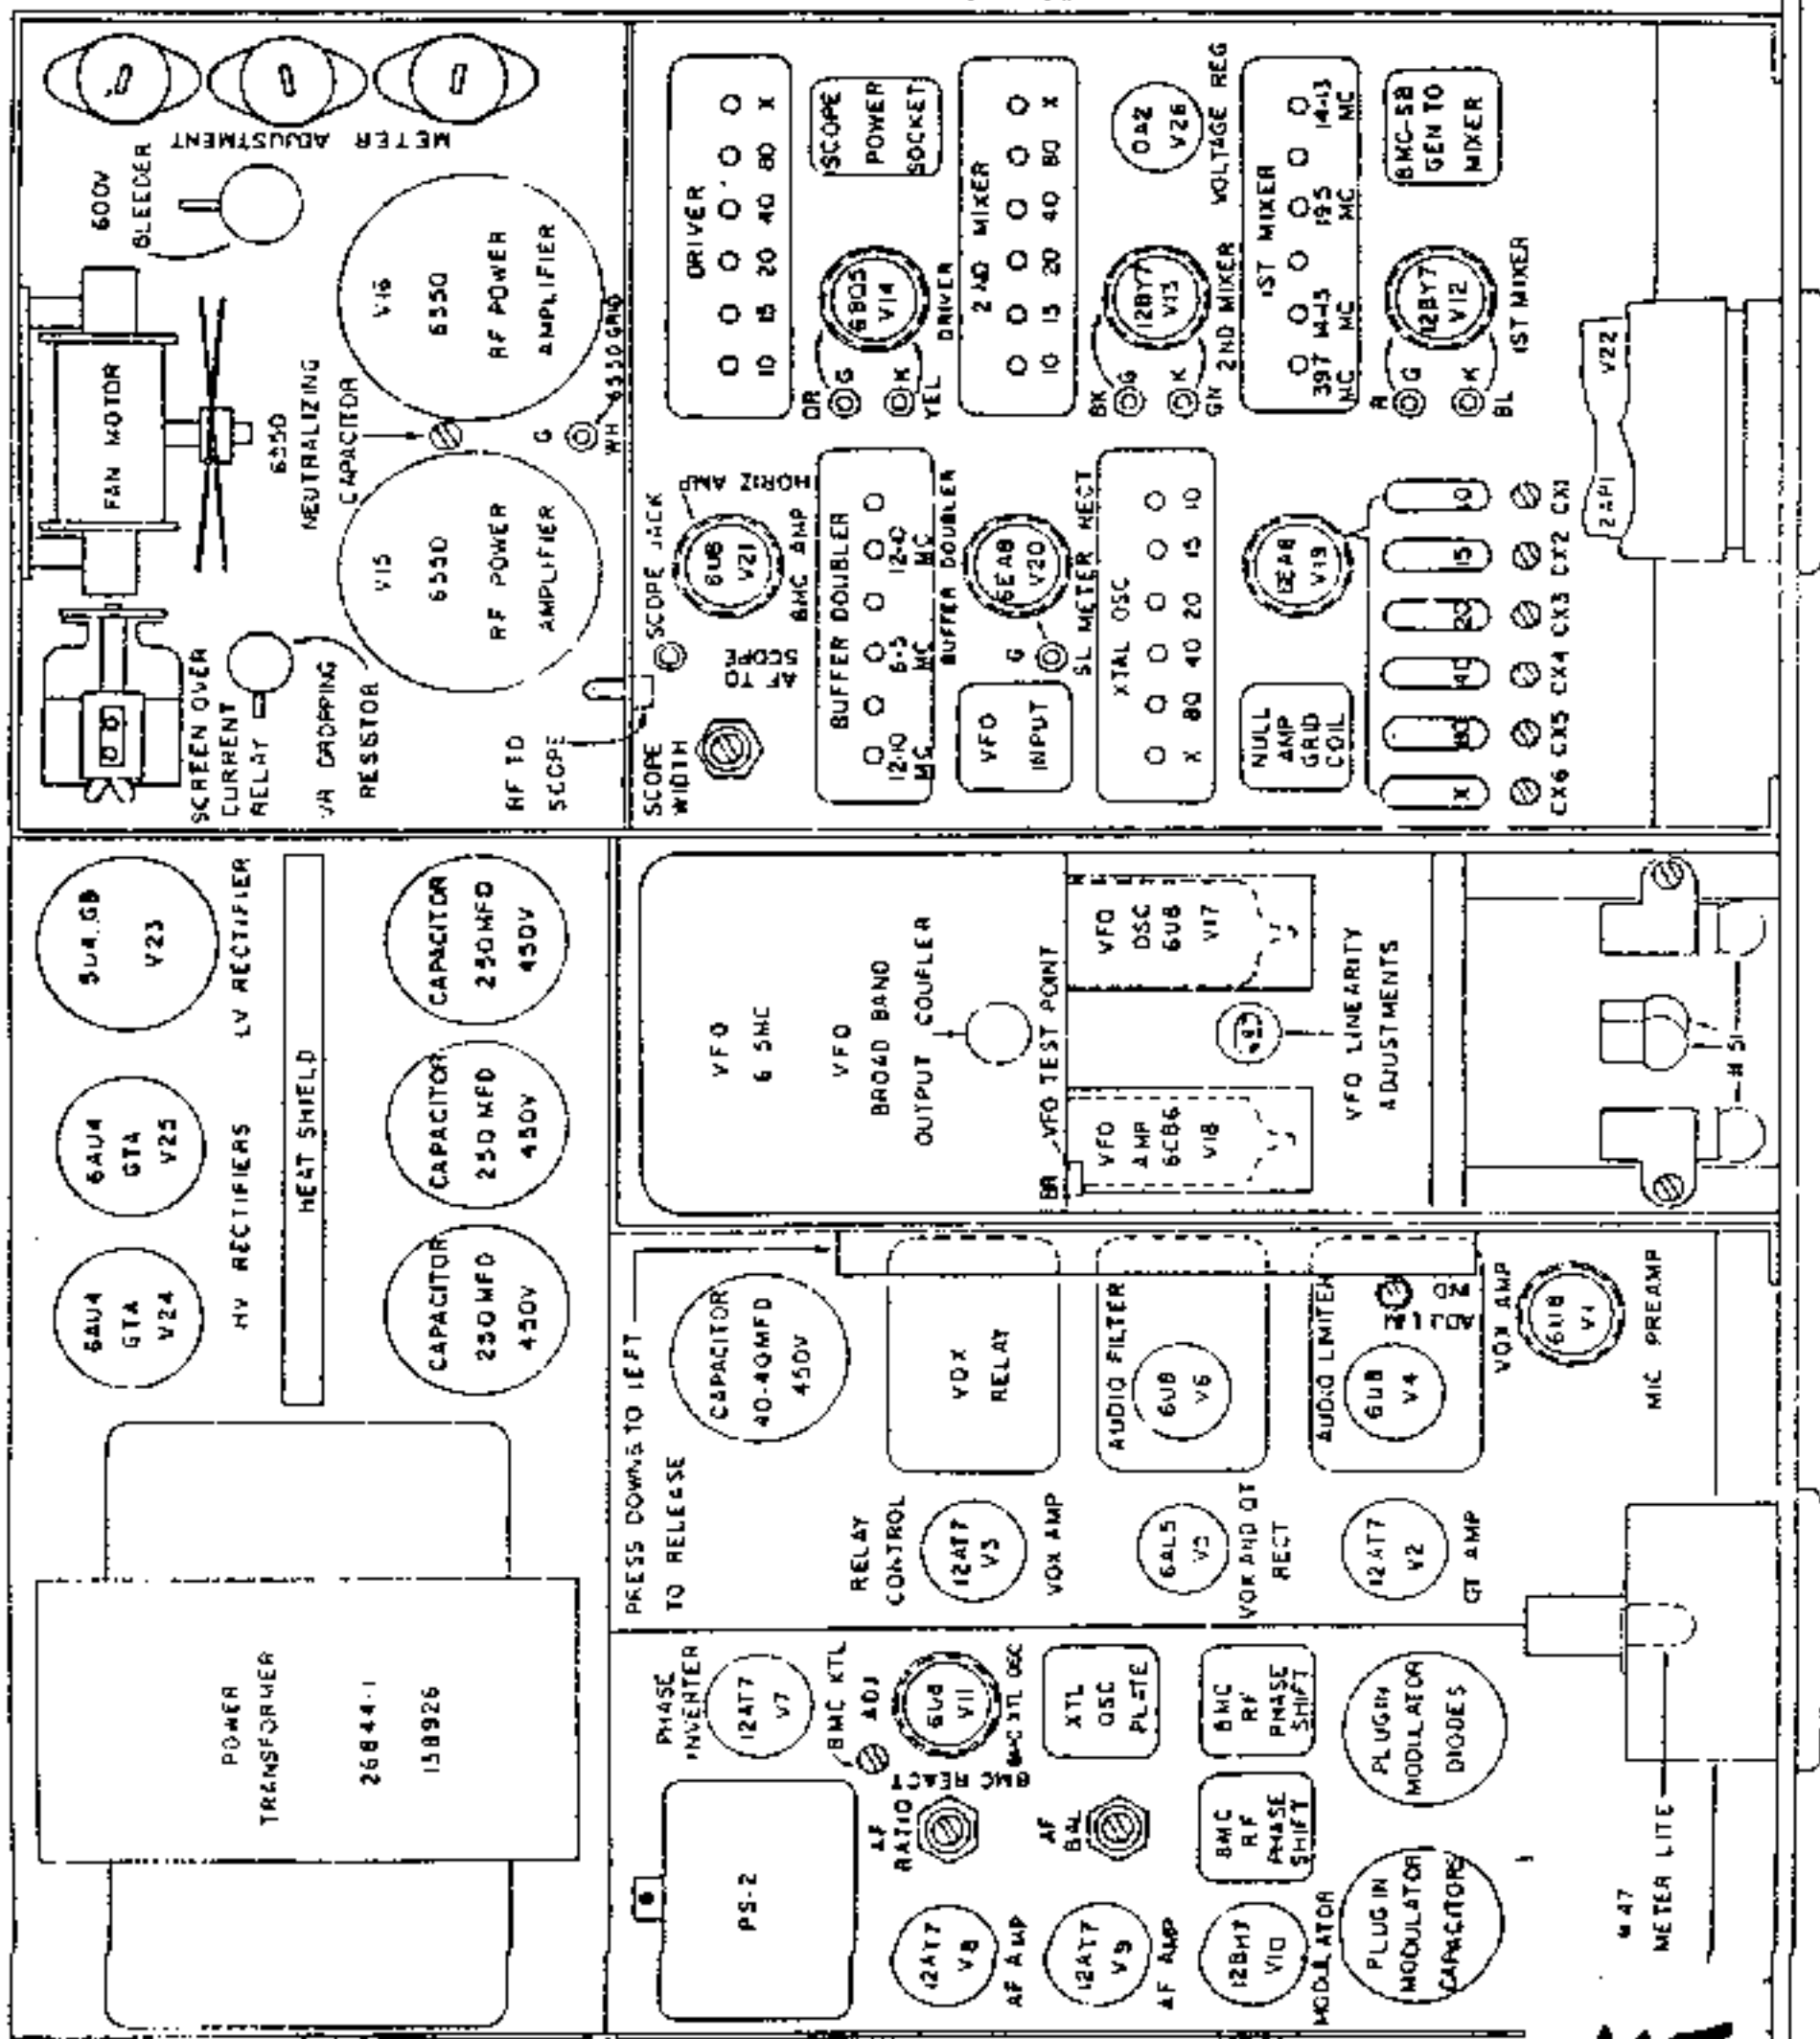 POWER
TRANSFORMER
26844-1
158926
6AU4
GTA
V24
6AU4
GTA
V25
5U4.GB
V23
HV RECTIFIERS
LV RECTIFIER
HEAT SHIELD
CAPACITOR
250 MFD
450V
CAPACITOR
250 MFD
450V
CAPACITOR
250 MFD
450V
SCREEN OVER
CURRENT
RELAY
VR DROPPING
RESISTOR
FAN MOTOR
6550
NEUTRALIZING
CAPACITOR
600V
BLEEDER
METER ADJUSTMENT
V15
6550
RF POWER
AMPLIFIER
V16
6550
RF POWER
AMPLIFIER
G
WH
6550 GRID
RF TO
SCOPE
PS-2
PHASE
INVERTER
12AT7
V7
BMC XTL
ADJ
6U8
V11
BMC XTL OSC
BMC REACT
AF
RATIO
AF
BAL
XTL
OSC
PLATE
BMC
RF
PHASE
SHIFT
BMC
RF
PHASE
SHIFT
12AT7
V8
AF AMP
12AT7
V9
AF AMP
12BH7
V10
MODULATOR
PLUG IN
MODULATOR
CAPACITORS
PLUG IN
MODULATOR
DIODES
#47
METER LITE
PRESS DOWN & TO LEFT
TO RELEASE
CAPACITOR
40-40MFD
450V
RELAY
CONTROL
12AT7
V3
VOX AMP
VOX
RELAY
6AL5
VOX AND QT
RECT
AUDIO FILTER
6U8
V6
12AT7
V2
QT AMP
AUDIO LIMITER
6U8
V4
VOX AMP
6U8
V1
MIC PREAMP
VFO
6.5MC
VFO
BROAD BAND
OUTPUT COUPLER
BR
VFO TEST POINT
VFO
AMP
6CB6
V18
VFO
OSC
6U8
V17
VFO LINEARITY
ADJUSTMENTS
#51
SCOPE
WIDTH
SCOPE JACK
AF TO
SCOPE
6U8
V21
BMC AMP
HORIZ AMP
BUFFER DOUBLER
12-10
MC
6-5
MC
12-10
MC
BUFFER DOUBLER
VFO
INPUT
G
6EA8
V20
SL METER RECT
XTAL OSC
X 80 40 20 15 10
NULL
AMP
GRID
COIL
6EA8
V19
X 80 40 20 15 10
CX6 CX5 CX4 CX3 CX2 CX1
DRIVER
10 15 20 40 80 X
OR
G
K
YEL
6BQ5
V14
DRIVER
SCOPE
POWER
SOCKET
2 ND MIXER
10 15 20 40 80 X
BK
G
K
GN
12BY7
V13
2ND MIXER
OA2
V26
VOLTAGE REG
1ST MIXER
397
MC
14-15
MC
19.5
MC
14-13
MC
R
G
K
BL
12BY7
V12
1ST MIXER
BMC-SB
GEN TO
MIXER
2AP1
V22